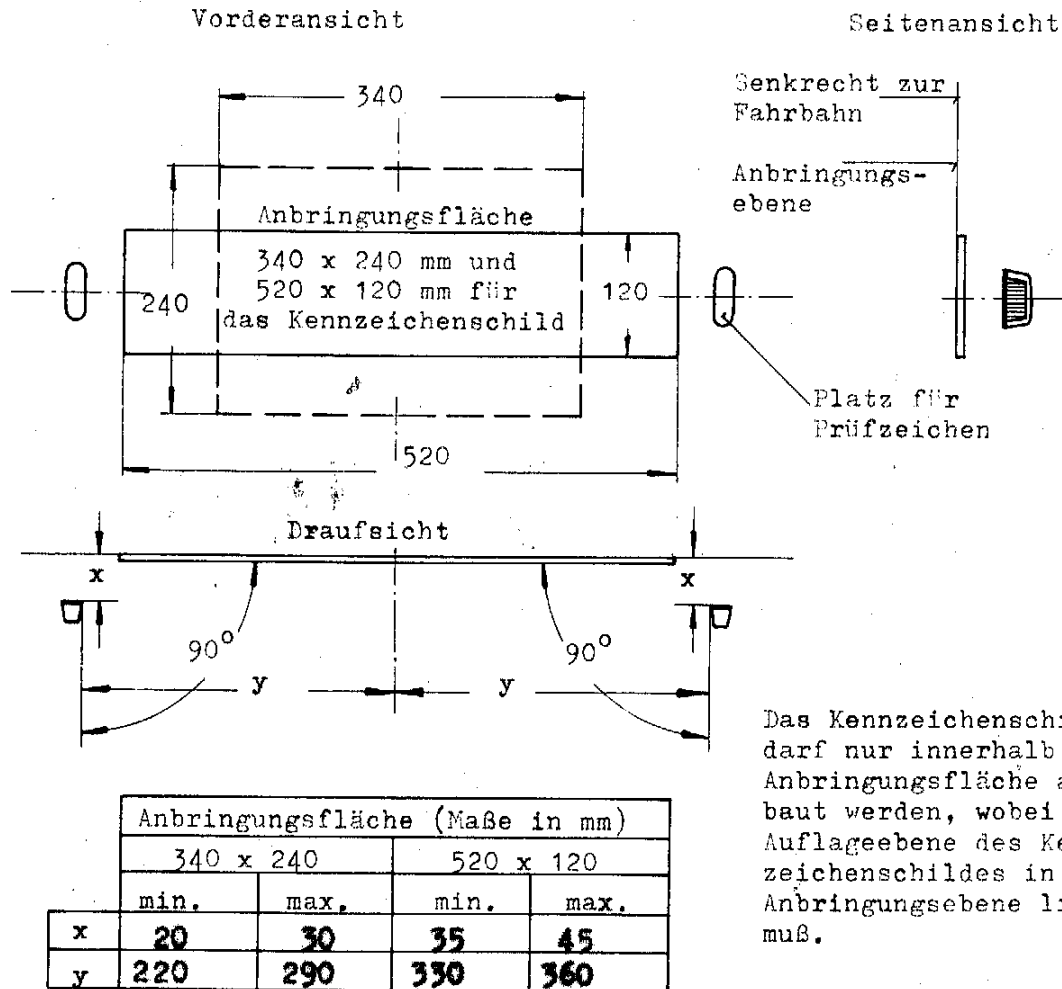 Vorderansicht
Seitenansicht
Senkrecht zur
Fahrbahn
340
Anbringungs-
ebene
Anbringungsfläche
340 x 240 mm und
520 x 120 mm für
das Kennzeichenschild
240
120
Platz für
Prüfzeichen
520
Draufsicht
x
x
90°
90°
y
y
Das Kennzeichenschi
darf nur innerhalb
Anbringungsfläche a
baut werden, wobei
Auflageebene des Ke
zeichenschildes in
Anbringungsebene li
muß.
Anbringungsfläche (Maße in mm)
340 x 240 520 x 120
min. max. min. max.
x 20 30 35 45
y 220 290 330 360